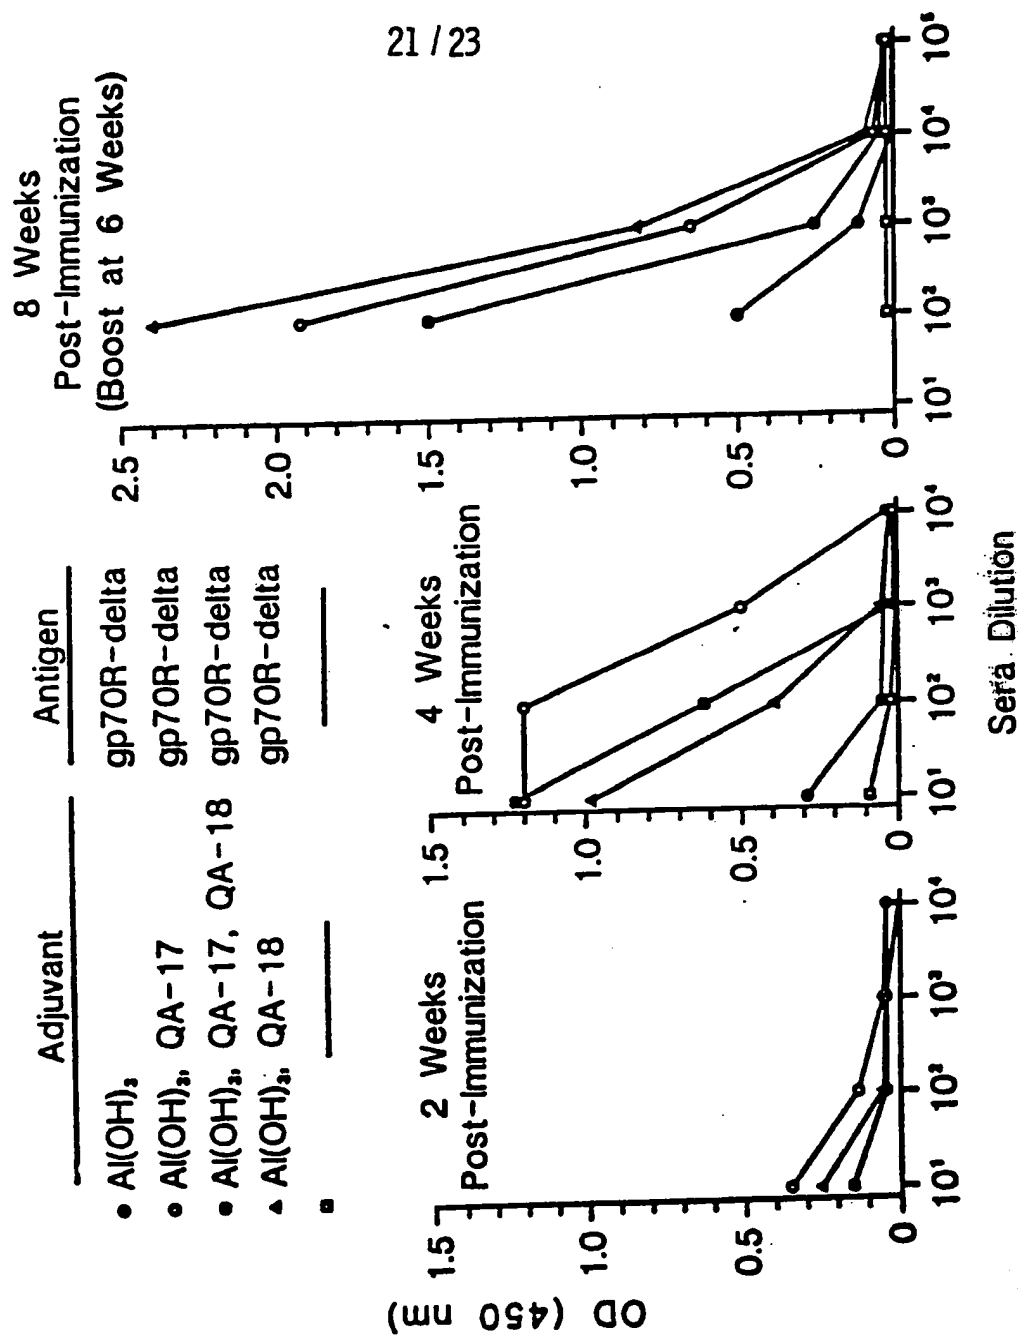 21 / 23
Adjuvant Antigen
● Al(OH)₃ gp70R-delta
○ Al(OH)₃, QA-17 gp70R-delta
● Al(OH)₃, QA-17, QA-18 gp70R-delta
▲ Al(OH)₃, QA-18 gp70R-delta
□ — —
OD (450 nm)
2 Weeks
Post-Immunization
1.5
1.0
0.5
0
10¹ 10² 10³ 10⁴
4 Weeks
Post-Immunization
1.5
1.0
0.5
0
10¹ 10² 10³ 10⁴
8 Weeks
Post-Immunization
(Boost at 6 Weeks)
2.5
2.0
1.5
1.0
0.5
0
10¹ 10² 10³ 10⁴ 10⁵
Sera Dilution